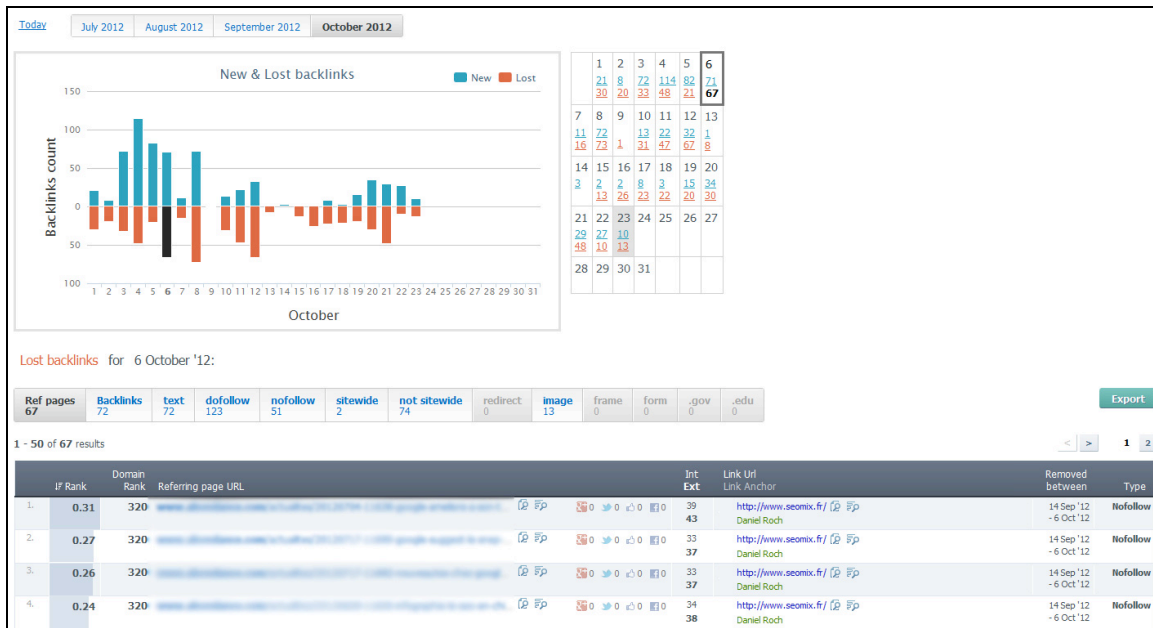 Today July 2012 August 2012 September 2012 October 2012
New & Lost backlinks
New Lost
Backlinks count
150
100
50
0
50
100
1 2 3 4 5 6 7 8 9 10 11 12 13 14 15 16 17 18 19 20 21 22 23 24 25 26 27 28 29 30 31
October
1 2 3 4 5 6
21 8 72 114 82 71
30 20 33 48 21 67
7 8 9 10 11 12 13
11 72 13 22 32 1
16 73 1 31 47 67 8
14 15 16 17 18 19 20
3 2 2 8 3 15 34
13 26 23 22 20 30
21 22 23 24 25 26 27
29 27 10
48 10 13
28 29 30 31
Lost backlinks for 6 October '12:
Ref pages Backlinks text dofollow nofollow sitewide not sitewide redirect image frame form .gov .edu
67 72 72 123 51 2 74 0 13 0 0 0 0
Export
1 - 50 of 67 results
< > 1 2
Rank Domain Rank Referring page URL Int Ext Link Url Link Anchor Removed between Type
1. 0.31 320 0 0 0 0 39 http://www.seomix.fr/ 14 Sep '12 Nofollow
43 Daniel Roch - 6 Oct '12
2. 0.27 320 0 0 0 0 33 http://www.seomix.fr/ 14 Sep '12 Nofollow
37 Daniel Roch - 6 Oct '12
3. 0.26 320 0 0 0 0 33 http://www.seomix.fr/ 14 Sep '12 Nofollow
37 Daniel Roch - 6 Oct '12
4. 0.24 320 0 0 0 0 34 http://www.seomix.fr/ 14 Sep '12 Nofollow
38 Daniel Roch - 6 Oct '12